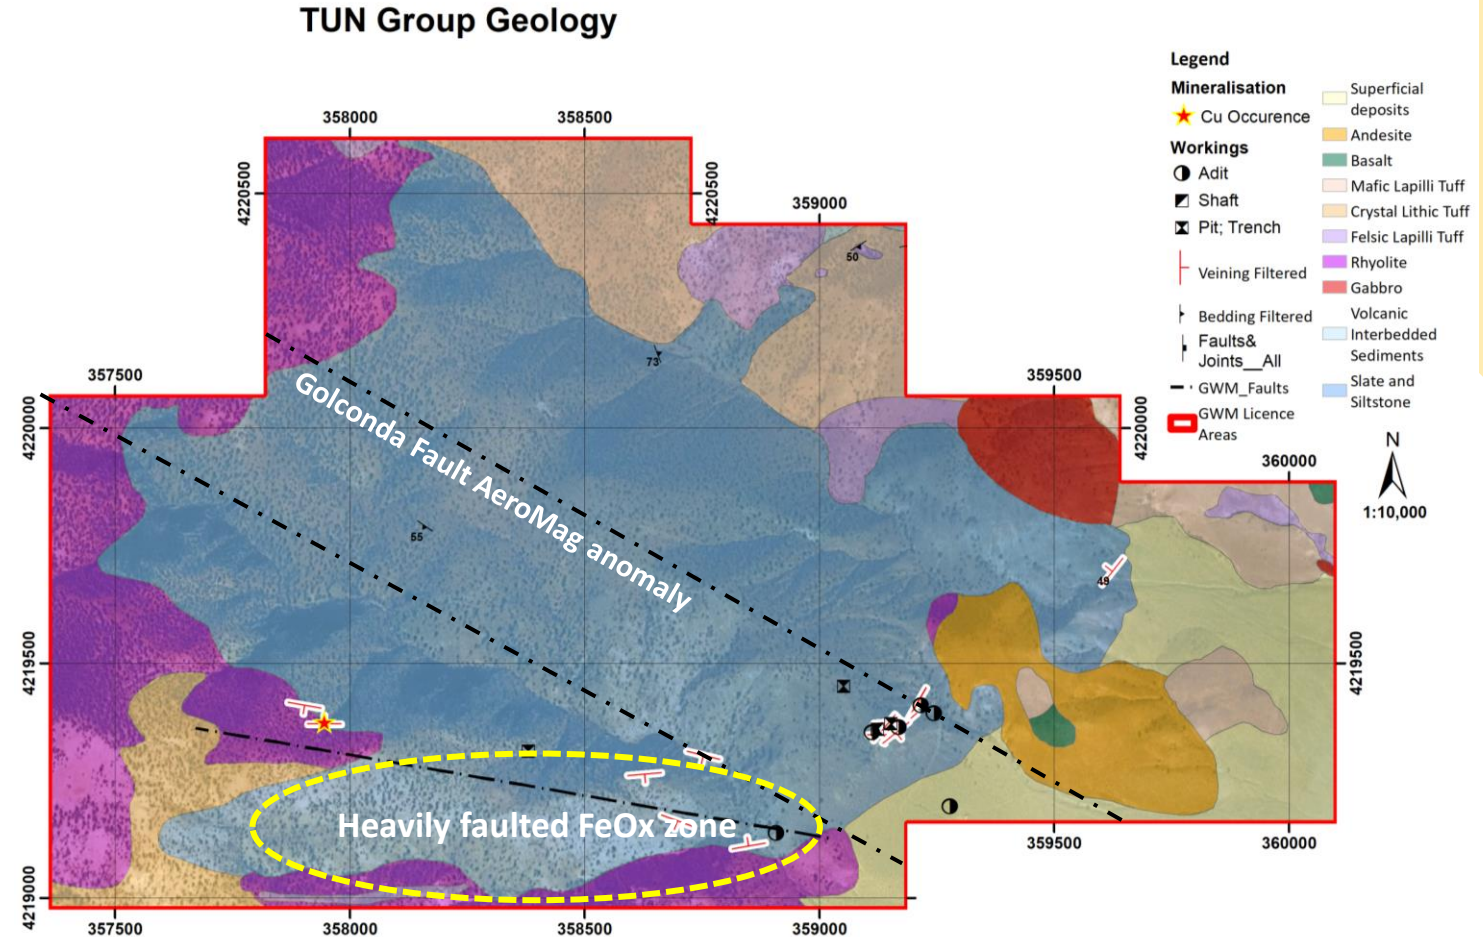 TUN Group Geology
358000
358500
4220500
4220500
359000
50
73
357500
359500
4220000
4220000
360000
Golconda Fault AeroMag anomaly
55
49
4219500
4219500
Heavily faulted FeOx zone
4219000
359500
360000
357500
358000
358500
359000
Legend
Mineralisation
Cu Occurence
Workings
Adit
Shaft
Pit; Trench
Veining Filtered
Bedding Filtered
Faults&
Joints__All
GWM_Faults
GWM Licence
Areas
Superficial
deposits
Andesite
Basalt
Mafic Lapilli Tuff
Crystal Lithic Tuff
Felsic Lapilli Tuff
Rhyolite
Gabbro
Volcanic
Interbedded
Sediments
Slate and
Siltstone
N
1:10,000